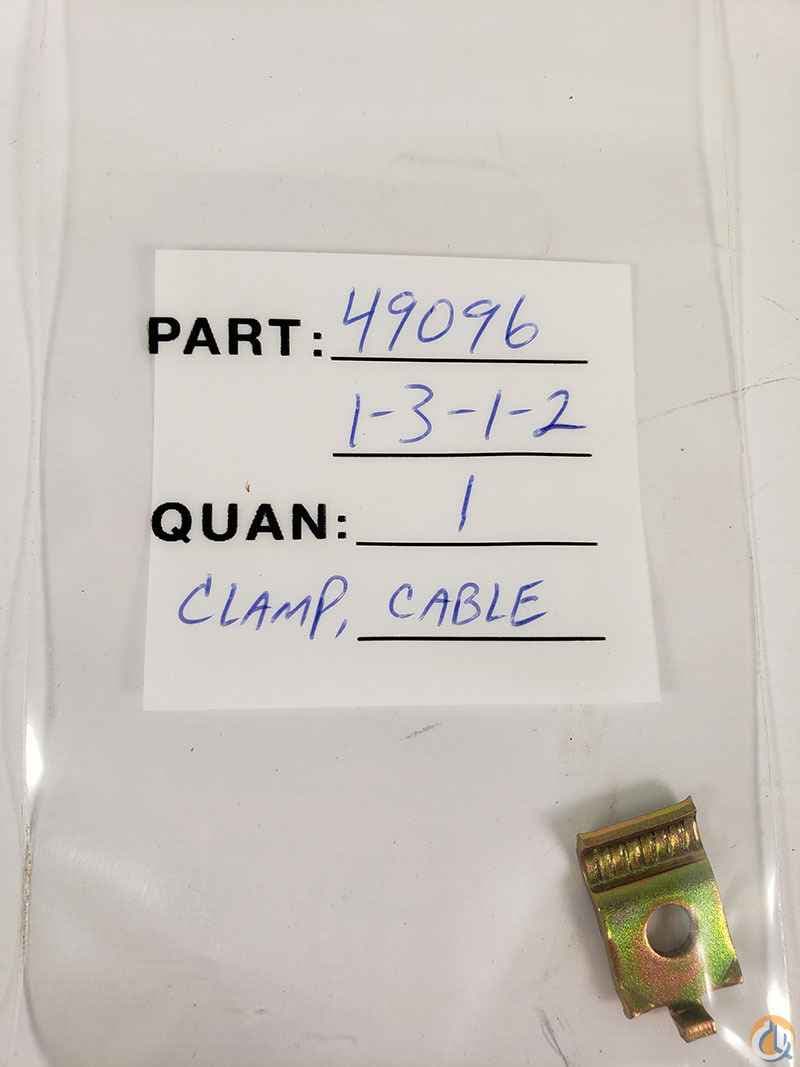 PART: 49096
1-3-1-2
QUAN: 1
CLAMP, CABLE